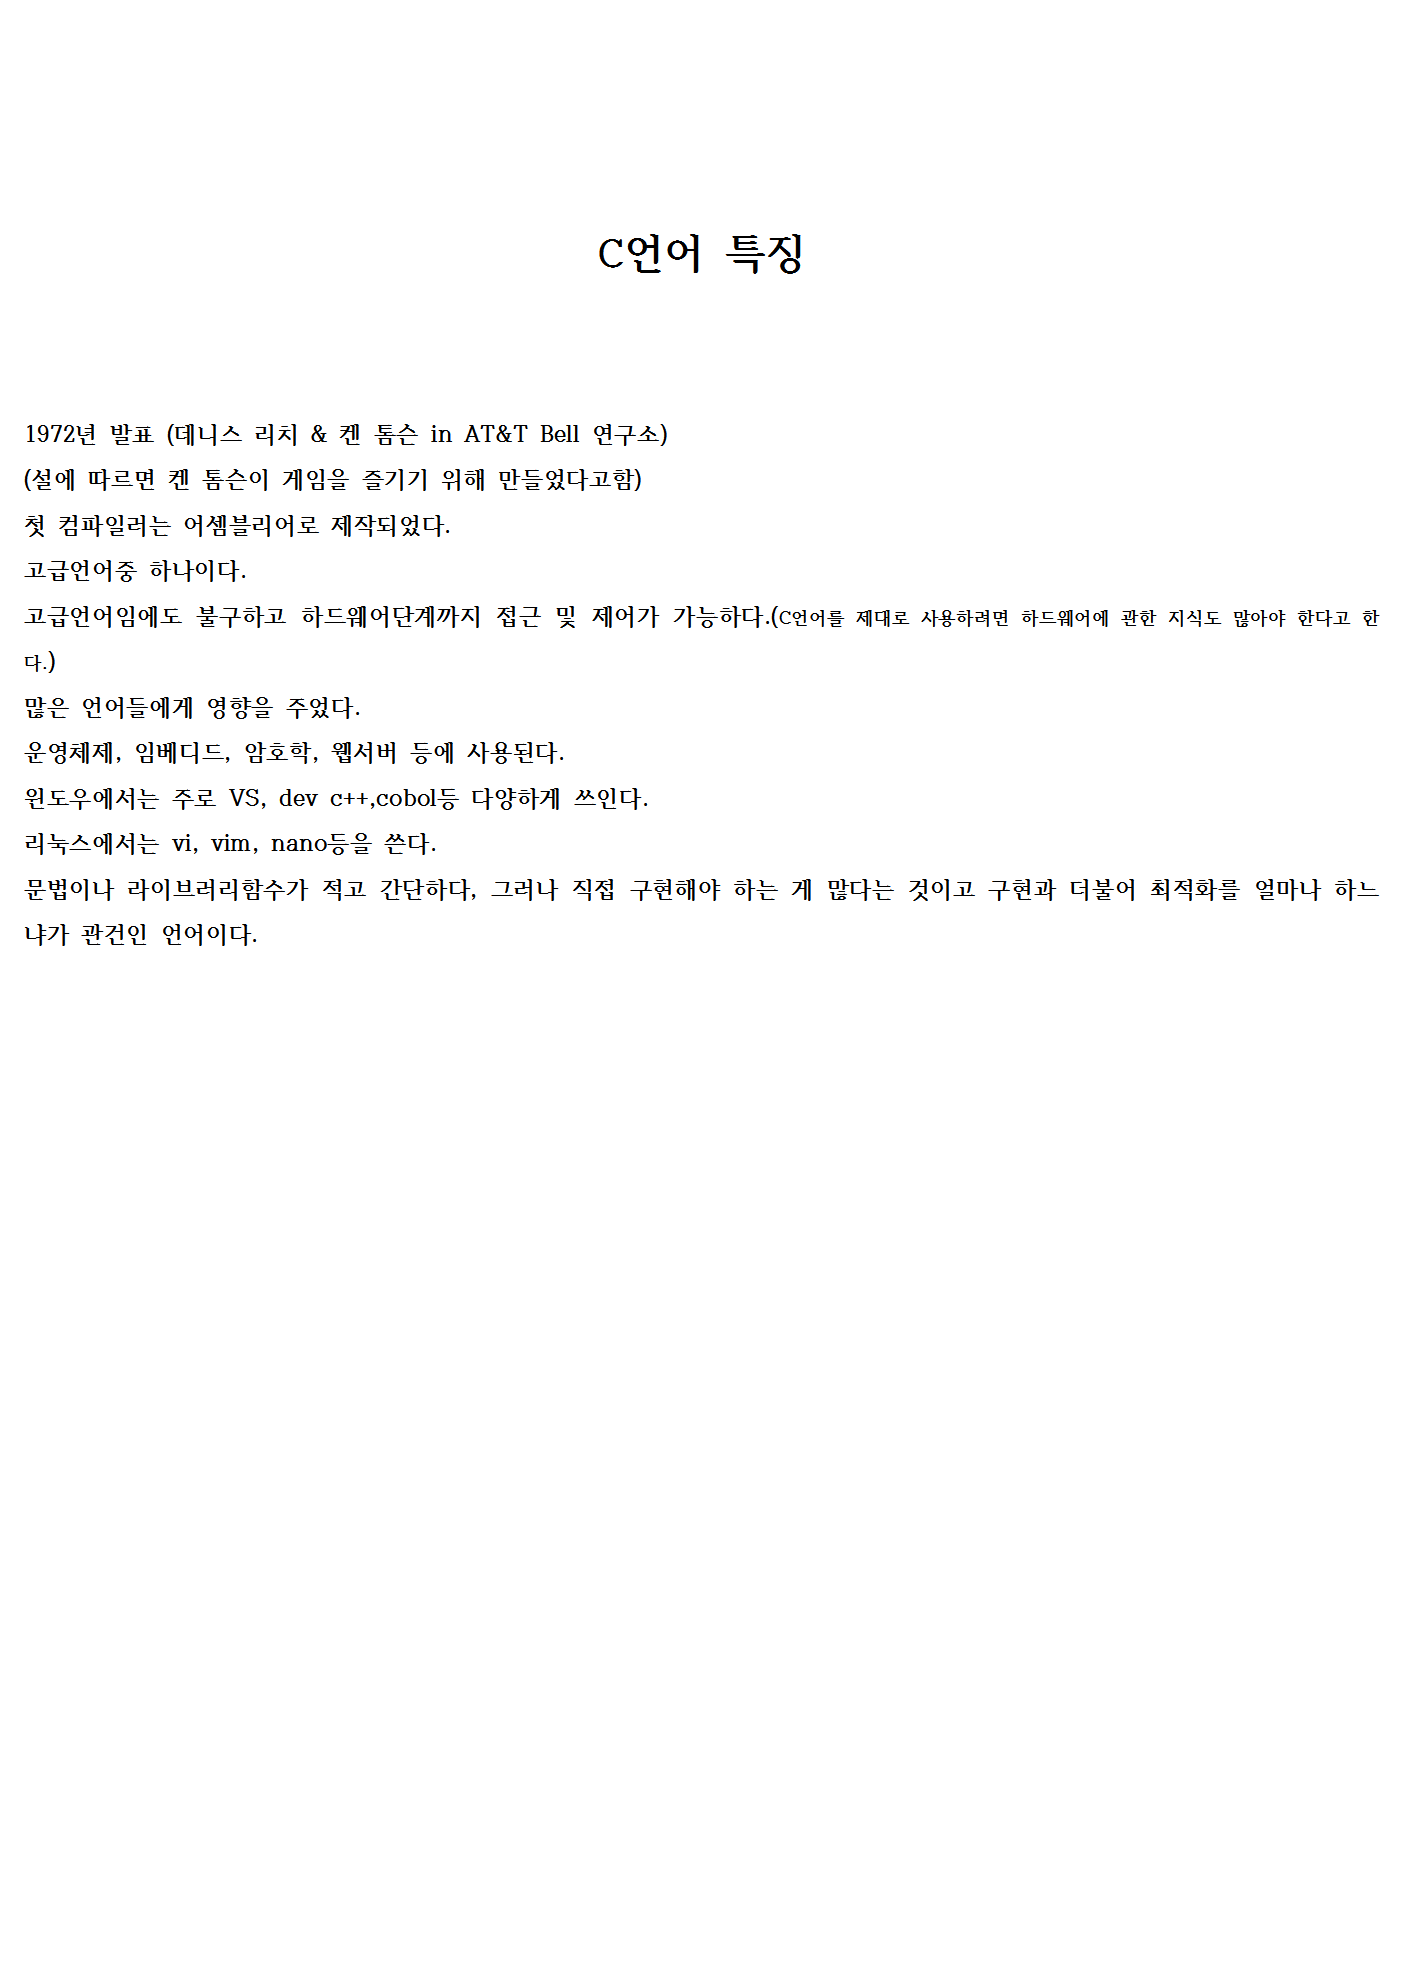 C언어 특징
1972년 발표 (데니스 리치 & 켄 톰슨 in AT&T Bell 연구소)
(설에 따르면 켄 톰슨이 게임을 즐기기 위해 만들었다고함)
첫 컴파일러는 어셈블리어로 제작되었다.
고급언어중 하나이다.
고급언어임에도 불구하고 하드웨어단계까지 접근 및 제어가 가능하다.(C언어를 제대로 사용하려면 하드웨어에 관한 지식도 많아야 한다고 한
다.)
많은 언어들에게 영향을 주었다.
운영체제, 임베디드, 암호학, 웹서버 등에 사용된다.
윈도우에서는 주로 VS, dev c++,cobol등 다양하게 쓰인다.
리눅스에서는 vi, vim, nano등을 쓴다.
문법이나 라이브러리함수가 적고 간단하다, 그러나 직접 구현해야 하는 게 많다는 것이고 구현과 더불어 최적화를 얼마나 하느
냐가 관건인 언어이다.